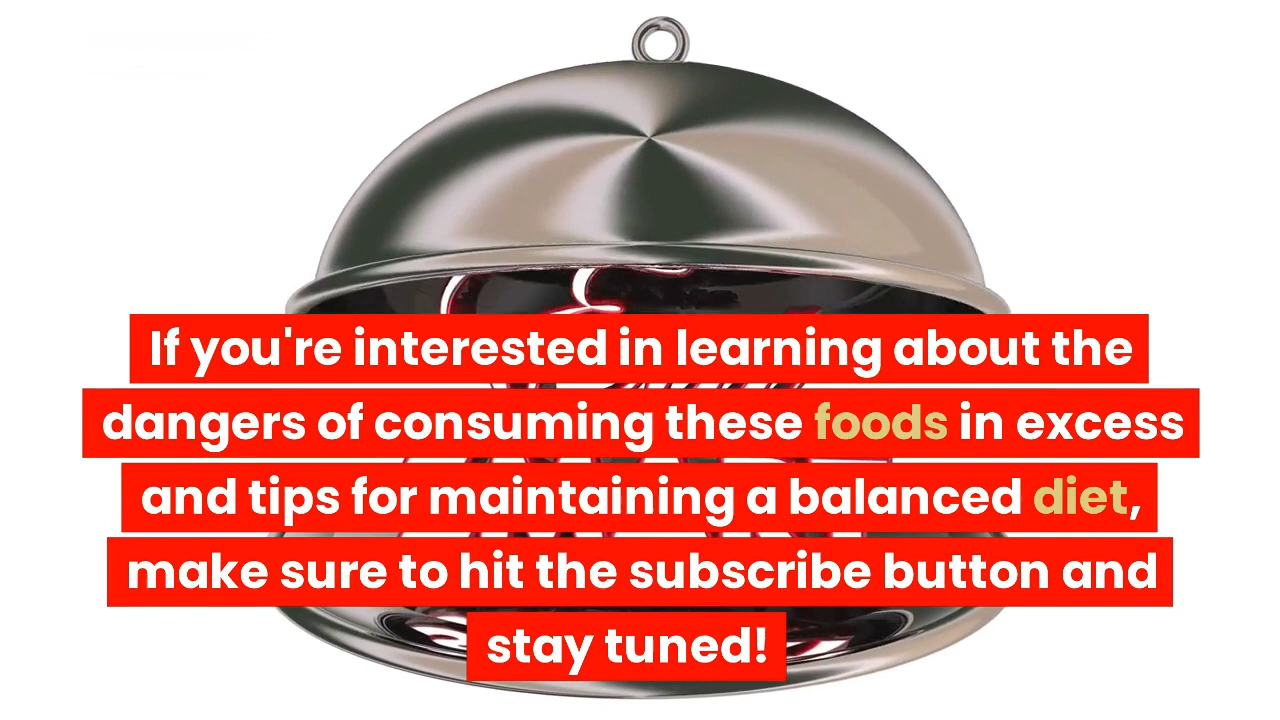 If you're interested in learning about the
dangers of consuming these foods in excess
and tips for maintaining a balanced diet,
make sure to hit the subscribe button and
stay tuned!